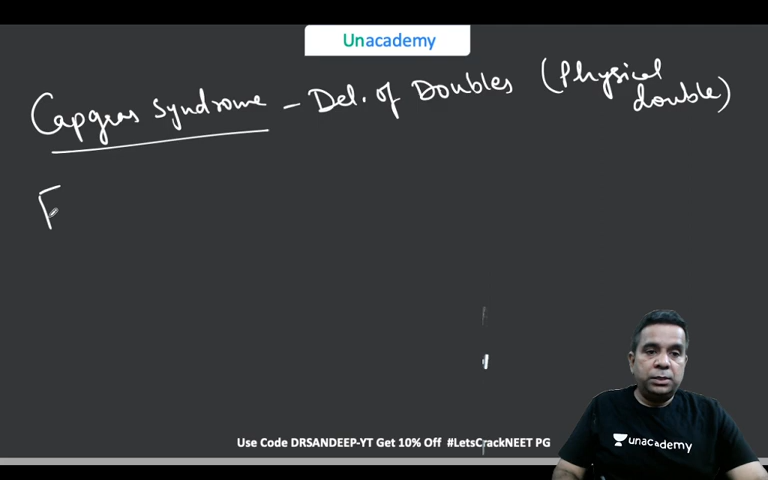 Unacademy
Capgras Syndrome - Del. of Doubles (Physical
double)
F
Use Code DRSANDEEP-YT Get 10% Off #LetsCrackNEET PG
unacademy